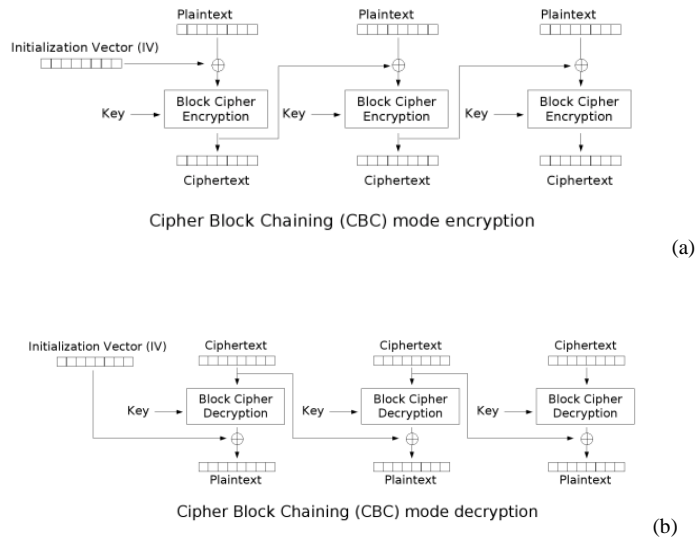 Plaintext Plaintext Plaintext
Initialization Vector (IV)
Key Block Cipher Encryption Key Block Cipher Encryption Key Block Cipher Encryption
Ciphertext Ciphertext Ciphertext
Cipher Block Chaining (CBC) mode encryption
(a)
Initialization Vector (IV) Ciphertext Ciphertext Ciphertext
Key Block Cipher Decryption Key Block Cipher Decryption Key Block Cipher Decryption
Plaintext Plaintext Plaintext
Cipher Block Chaining (CBC) mode decryption
(b)